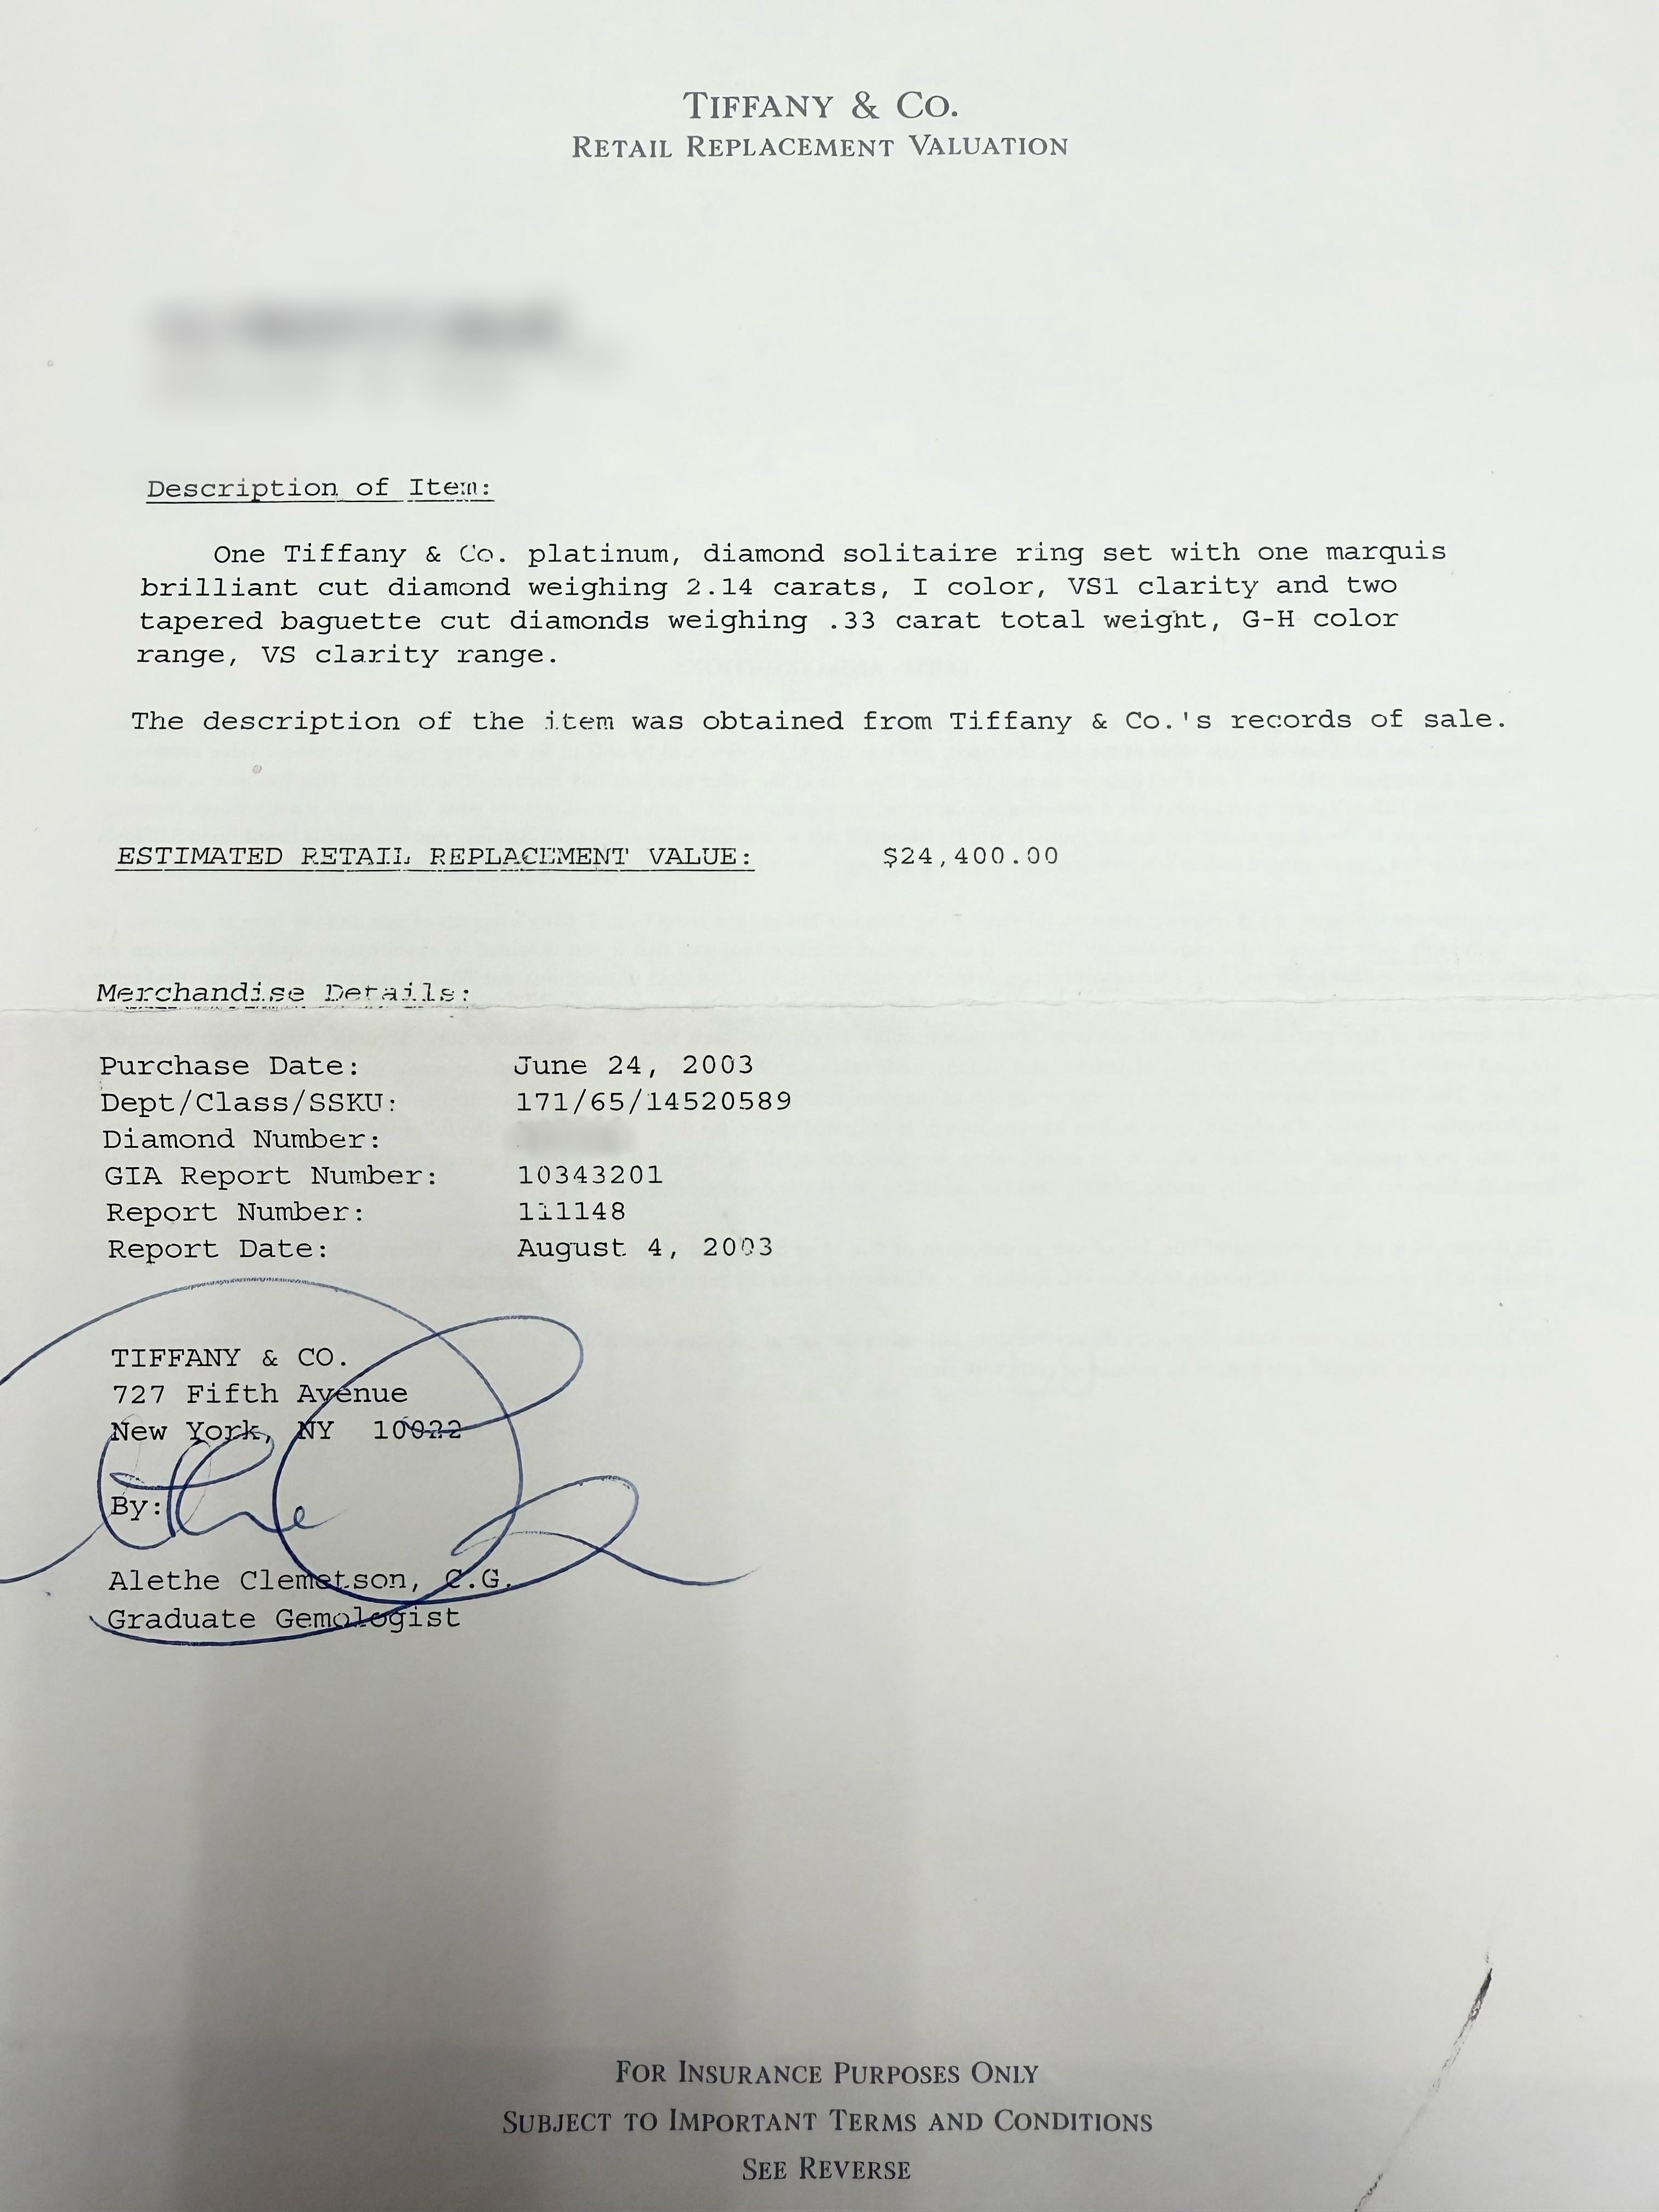 TIFFANY & CO.
RETAIL REPLACEMENT VALUATION
Description of Item:
One Tiffany & Co. platinum, diamond solitaire ring set with one marquis
brilliant cut diamond weighing 2.14 carats, I color, VS1 clarity and two
tapered baguette cut diamonds weighing .33 carat total weight, G-H color
range, VS clarity range.
The description of the item was obtained from Tiffany & Co.'s records of sale.
ESTIMATED RETAIL REPLACEMENT VALUE: $24,400.00
Merchandise Details:
Purchase Date: June 24, 2003
Dept/Class/SSKU: 171/65/14520589
Diamond Number:
GIA Report Number: 10343201
Report Number: 111148
Report Date: August 4, 2003
TIFFANY & CO.
727 Fifth Avenue
New York, NY 10022
By:
Alethe Clemetson, C.G.
Graduate Gemologist
FOR INSURANCE PURPOSES ONLY
SUBJECT TO IMPORTANT TERMS AND CONDITIONS
SEE REVERSE